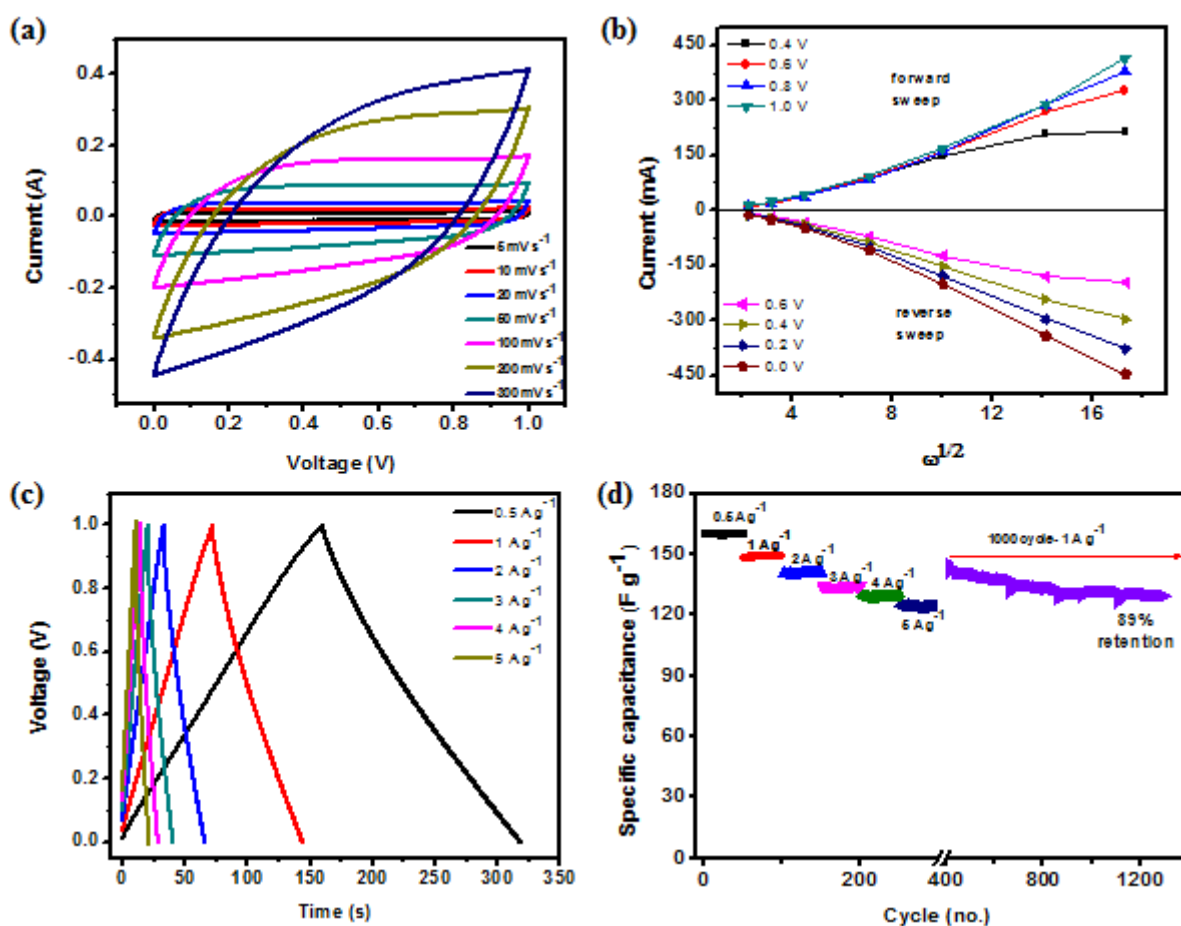 (a)
0.4
0.2
0.0
-0.2
-0.4
Current (A)
5 mV s-1
10 mV s-1
20 mV s-1
50 mV s-1
100 mV s-1
200 mV s-1
300 mV s-1
0.0 0.2 0.4 0.6 0.8 1.0
Voltage (V)
(b)
450
300
150
0
-150
-300
-450
Current (mA)
0.4 V
0.6 V
0.8 V
1.0 V
forward
sweep
0.6 V
0.4 V
0.2 V
0.0 V
reverse
sweep
4 8 12 16
ω1/2
(c)
1.0
0.8
0.6
0.4
0.2
0.0
Voltage (V)
0.5 Ag-1
1 Ag-1
2 Ag-1
3 Ag-1
4 Ag-1
5 Ag-1
0 50 100 150 200 250 300 350
Time (s)
(d)
180
150
120
90
60
30
0
Specific capacitance (F g-1)
0.5 Ag-1
1 Ag-1
2 Ag-1
3 Ag-1
4 Ag-1
5 Ag-1
1000 cycle- 1 Ag-1
89%
retention
0 200 400 800 1200
Cycle (no.)